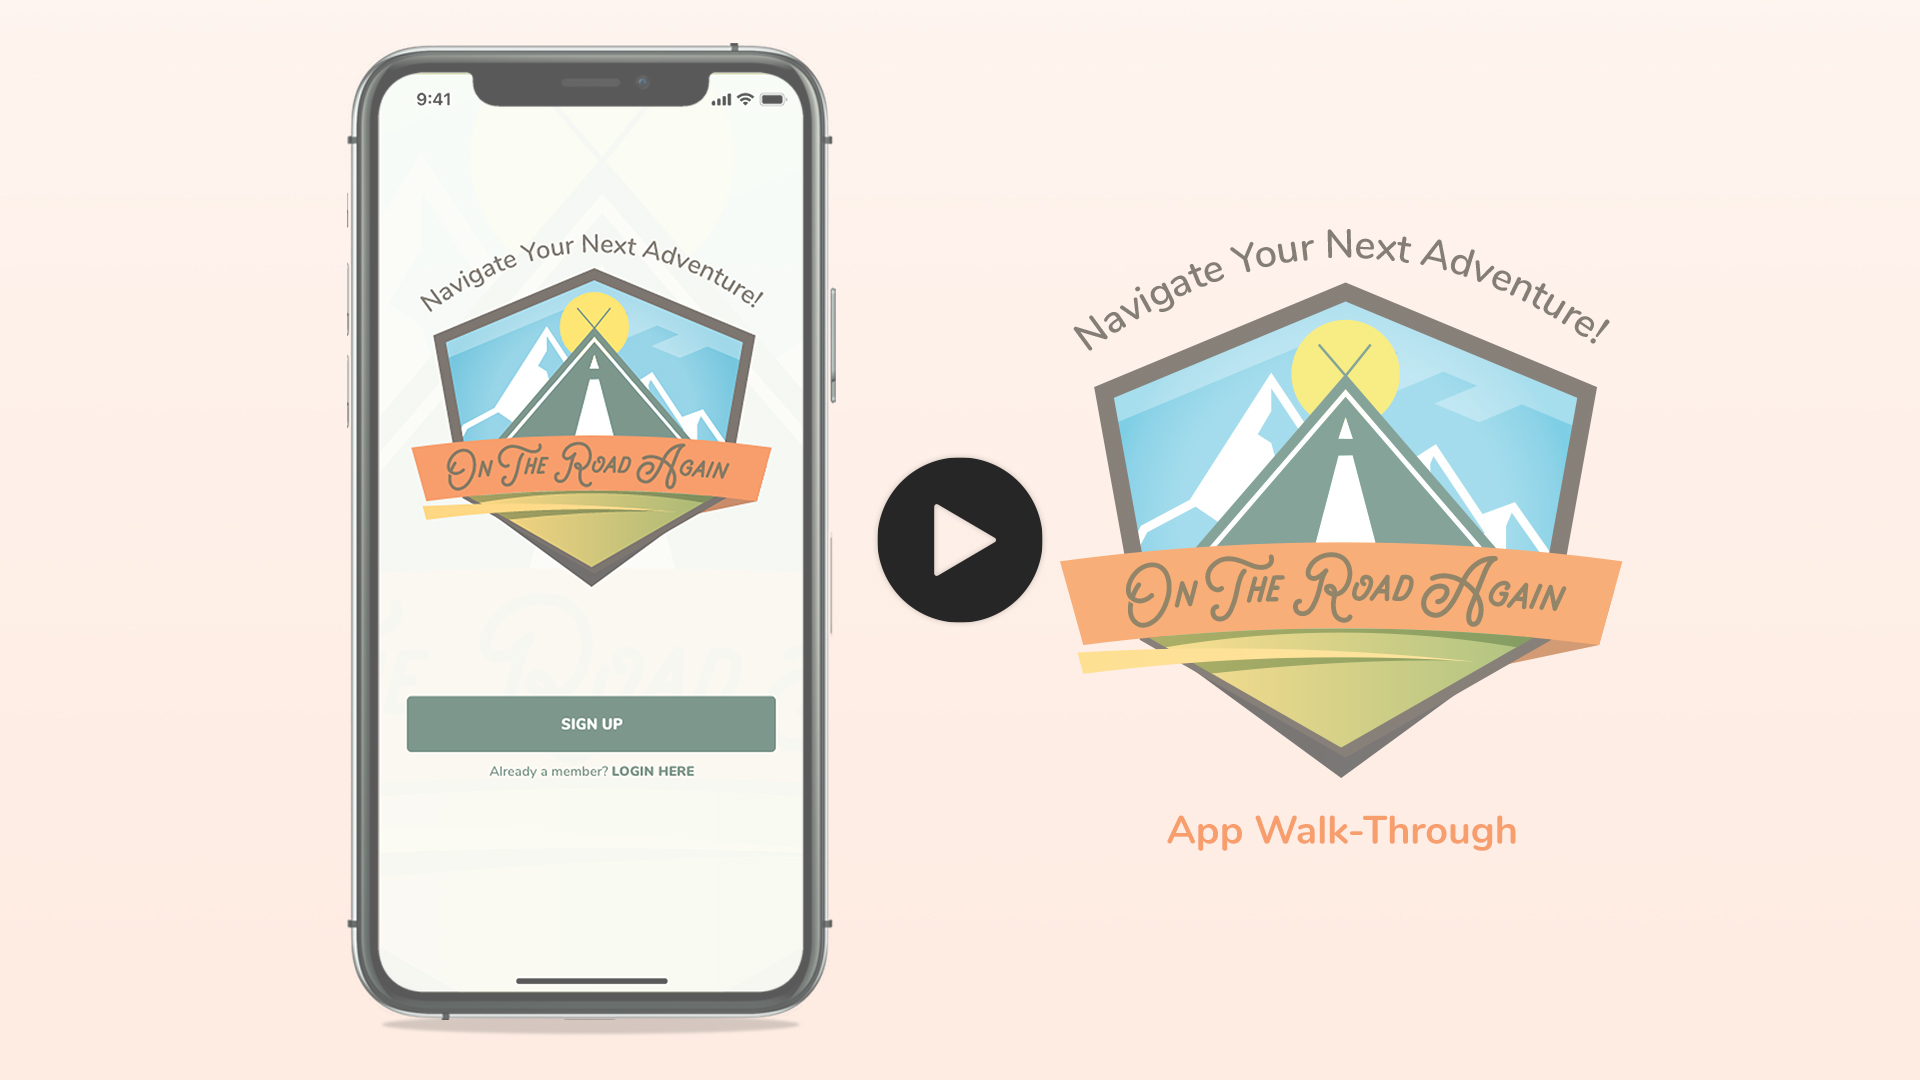 9:41
Navigate Your Next Adventure!
On The Road Again
SIGN UP
Already a member? LOGIN HERE
Navigate Your Next Adventure!
On The Road Again
App Walk-Through